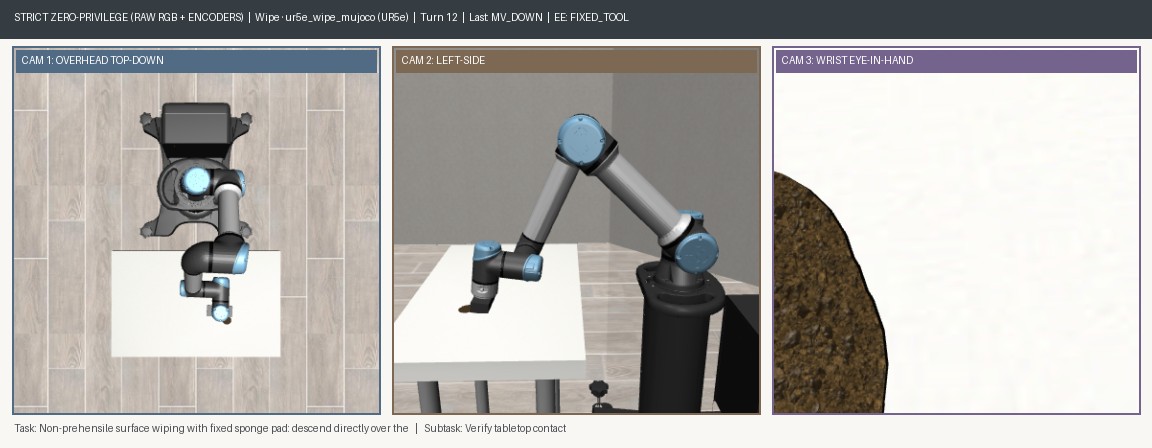 STRICT ZERO-PRIVILEGE (RAW RGB + ENCODERS) | Wipe · ur5e_wipe_mujoco (UR5e) | Turn 12 | Last MV_DOWN | EE: FIXED_TOOL
CAM 1: OVERHEAD TOP-DOWN
CAM 2: LEFT-SIDE
CAM 3: WRIST EYE-IN-HAND
Task: Non-prehensile surface wiping with fixed sponge pad: descend directly over the | Subtask: Verify tabletop contact